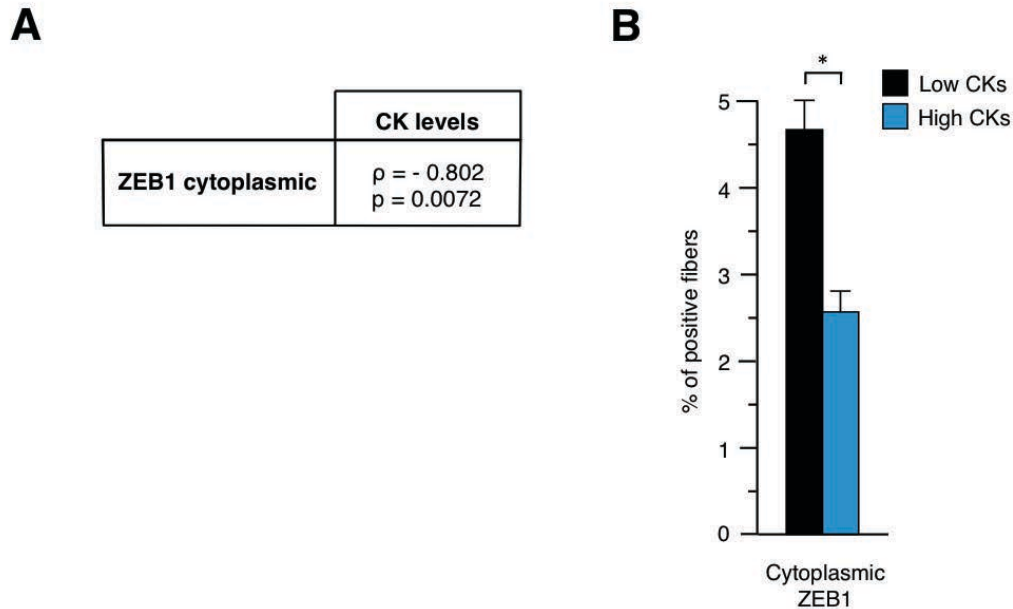 A
CK levels
ZEB1 cytoplasmic
ρ = - 0.802
p = 0.0072
B
*
Low CKs
High CKs
% of positive fibers
5
4
3
2
1
0
Cytoplasmic
ZEB1